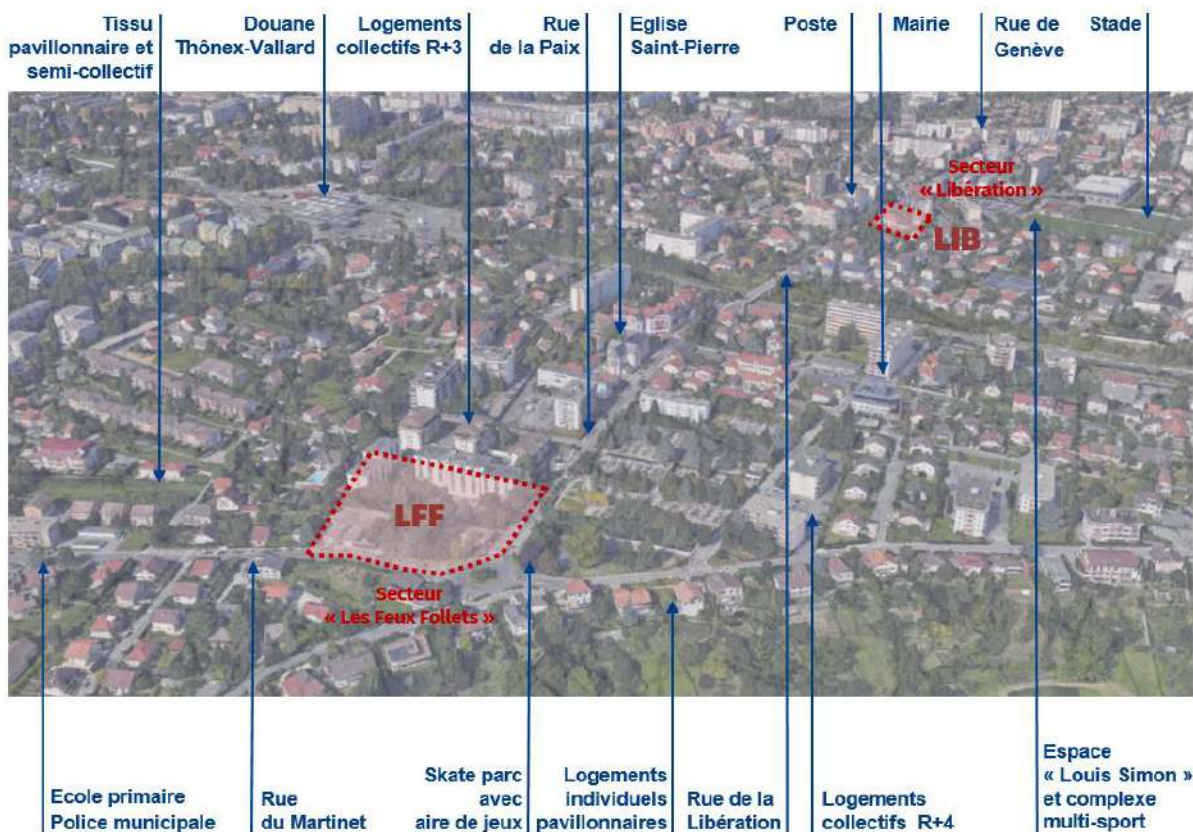 Tissu
pavillonnaire et
semi-collectif
Douane
Thônex-Vallard
Logements
collectifs R+3
Rue
de la Paix
Eglise
Saint-Pierre
Poste
Mairie
Rue de
Genève
Stade
Secteur
« Libération »
LIB
LFF
Secteur
« Les Feux Follets »
Ecole primaire
Police municipale
Rue
du Martinet
Skate parc
avec
aire de jeux
Logements
individuels
pavillonnaires
Rue de la
Libération
Logements
collectifs R+4
Espace
« Louis Simon »
et complexe
multi-sport